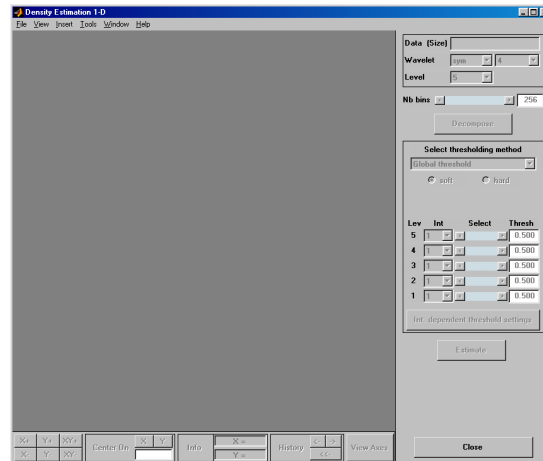 Density Estimation 1-D
File View Insert Tools Window Help
Data (Size)
Wavelet sym 4
Level 5
Nb bins 256
Decompose
Select thresholding method
Global threshold
soft hard
Lev Int Select Thresh
5 1 0.500
4 1 0.500
3 1 0.500
2 1 0.500
1 1 0.500
Int. dependent threshold settings
Estimate
X+ Y+ XY+
X- Y- XY-
Center On X Y
Info X =
Y =
History <- ->
<<-
View Axes
Close